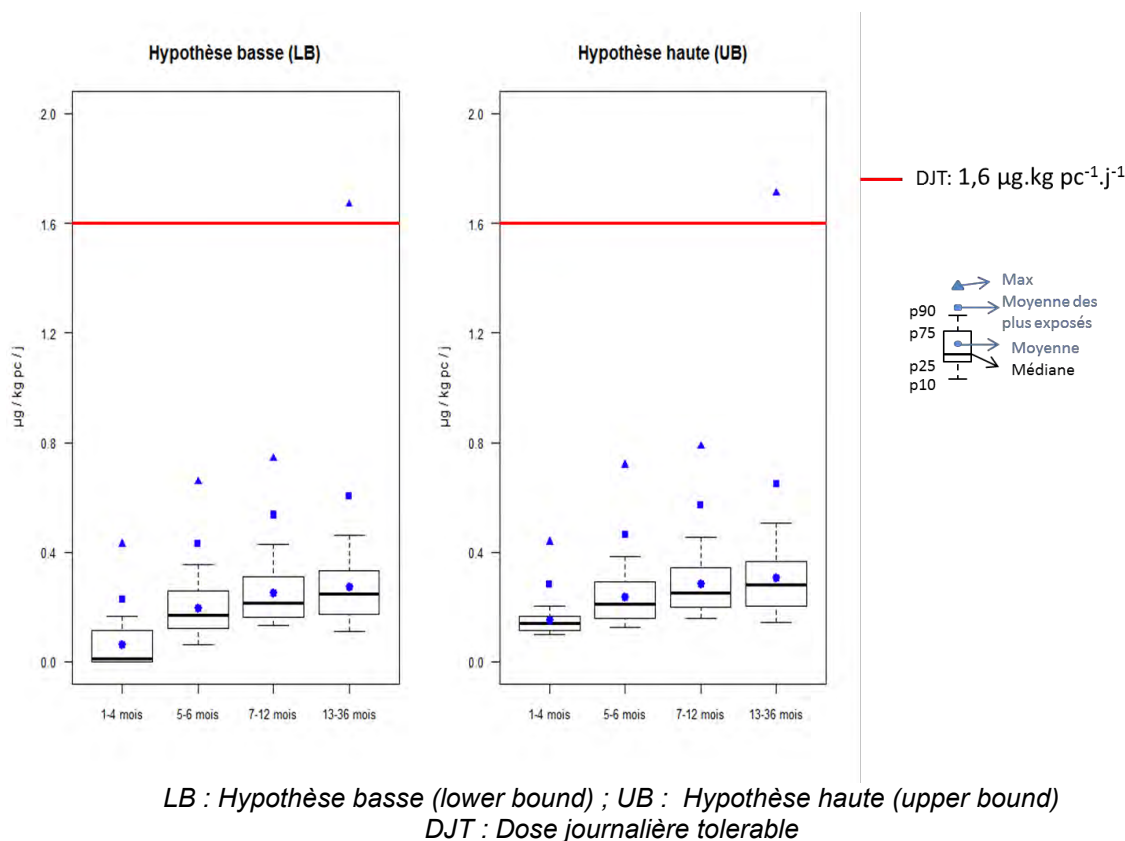 Hypothèse basse (LB)
Hypothèse haute (UB)
µg / kg pc / j
2.0
1.6
1.2
0.8
0.4
0.0
1-4 mois
5-6 mois
7-12 mois
13-36 mois
µg / kg pc / j
2.0
1.6
1.2
0.8
0.4
0.0
1-4 mois
5-6 mois
7-12 mois
13-36 mois
DJT: 1,6 µg.kg pc⁻¹.j⁻¹
Max
p90
Moyenne des
plus exposés
p75
Moyenne
p25
Médiane
p10
LB : Hypothèse basse (lower bound) ; UB : Hypothèse haute (upper bound)
DJT : Dose journalière tolerable